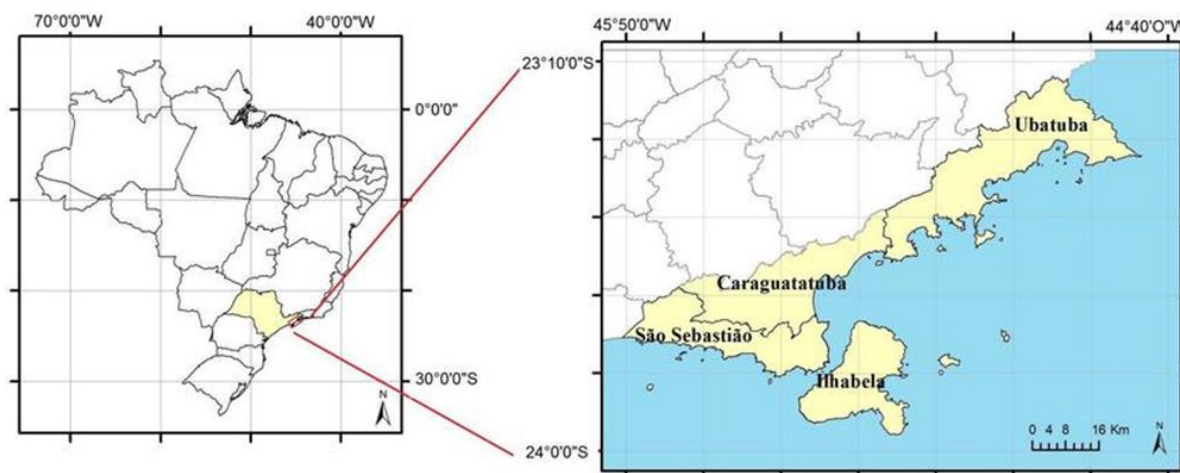 70°0'0"W
40°0'0"W
0°0'0"
30°0'0"S
N
45°50'0"W
44°40'O"W
23°10'0"S
24°0'0"S
Ubatuba
Caraguatatuba
São Sebastião
Ilhabela
0 4 8 16 Km
N